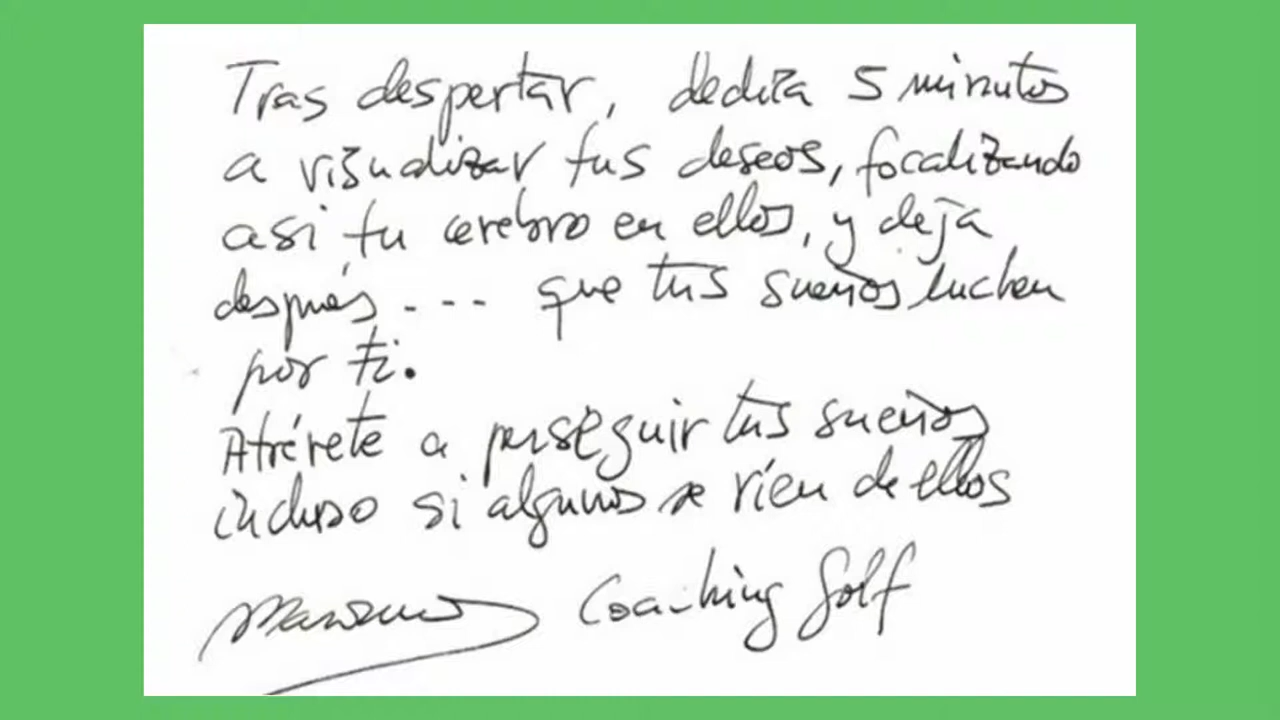 Tras despertar, dedica 5 minutos
a visualizar tus deseos, focalizando
asi tu cerebro en ellos, y deja
después .--- que tus sueños luchen
por ti.
Atrévete a perseguir tus sueños
incluso si algunos se ríen de ellos
Coaching Golf